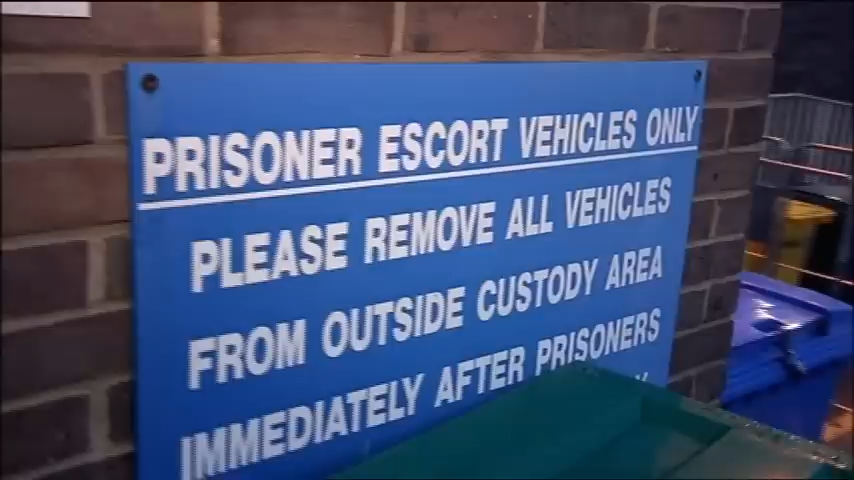 PRISONER ESCORT VEHICLES ONLY
PLEASE REMOVE ALL VEHICLES
FROM OUTSIDE CUSTODY AREA
IMMEDIATELY AFTER PRISONERS